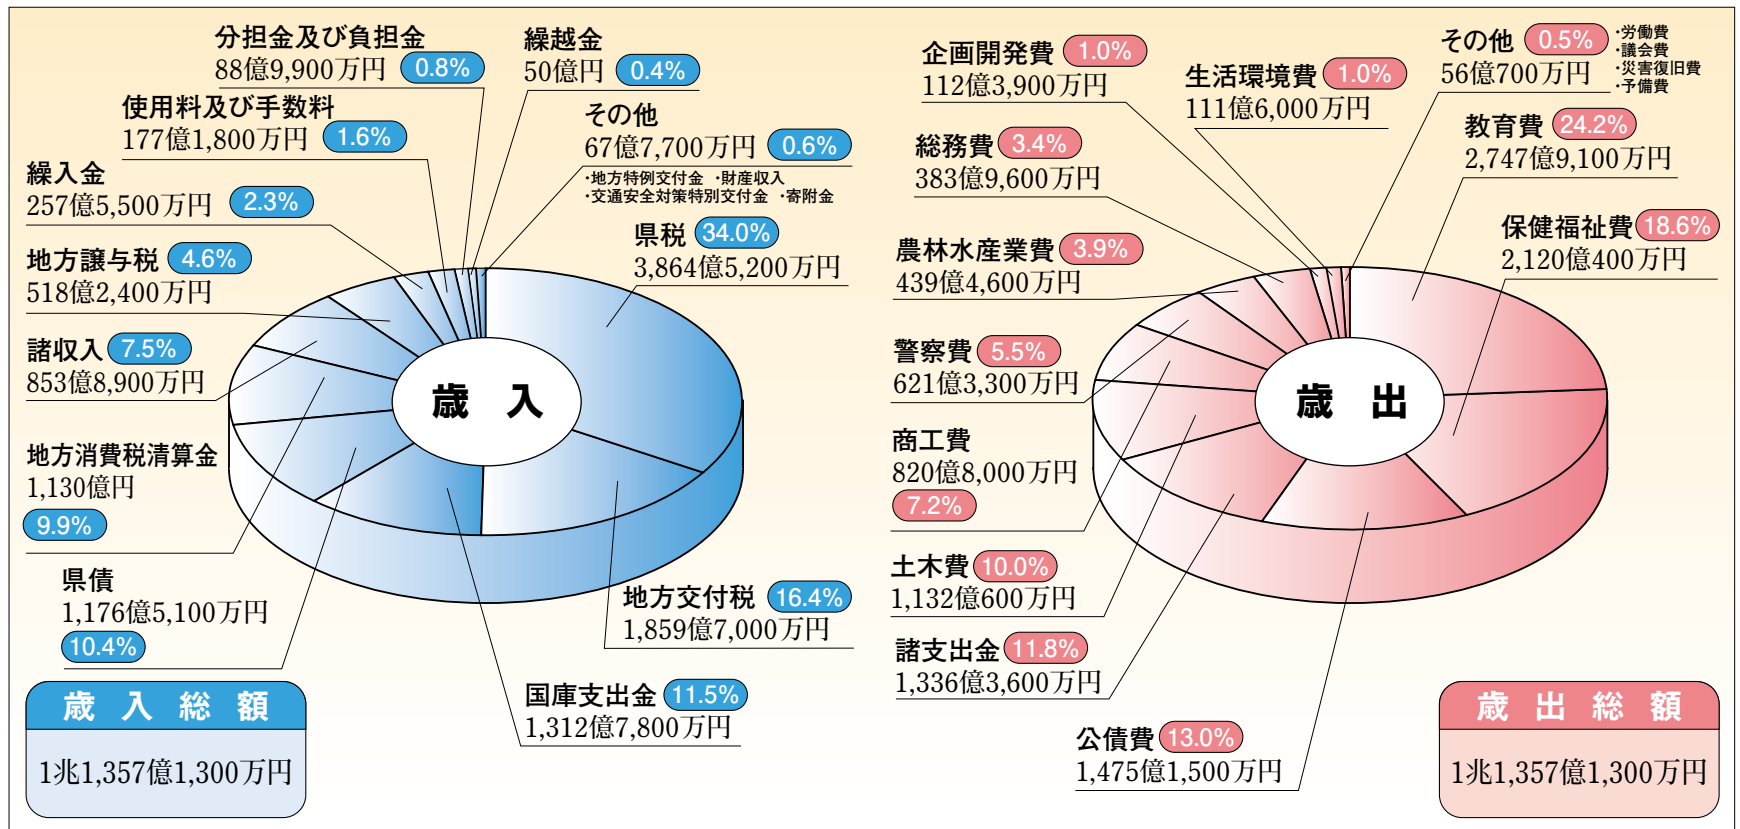 分担金及び負担金
88億9,900万円 0.8%
繰越金
50億円 0.4%
使用料及び手数料
177億1,800万円 1.6%
その他
67億7,700万円 0.6%
・地方特例交付金 ・財産収入
・交通安全対策特別交付金 ・寄附金
繰入金
257億5,500万円 2.3%
県税 34.0%
3,864億5,200万円
地方譲与税 4.6%
518億2,400万円
諸収入 7.5%
853億8,900万円
歳入
地方消費税清算金
1,130億円
9.9%
県債
1,176億5,100万円
10.4%
地方交付税 16.4%
1,859億7,000万円
国庫支出金 11.5%
1,312億7,800万円
歳入総額
1兆1,357億1,300万円
企画開発費 1.0%
112億3,900万円
生活環境費 1.0%
111億6,000万円
その他 0.5%
56億700万円
・労働費
・議会費
・災害復旧費
・予備費
総務費 3.4%
383億9,600万円
教育費 24.2%
2,747億9,100万円
農林水産業費 3.9%
439億4,600万円
保健福祉費 18.6%
2,120億400万円
警察費 5.5%
621億3,300万円
歳出
商工費
820億8,000万円
7.2%
土木費 10.0%
1,132億600万円
諸支出金 11.8%
1,336億3,600万円
公債費 13.0%
1,475億1,500万円
歳出総額
1兆1,357億1,300万円